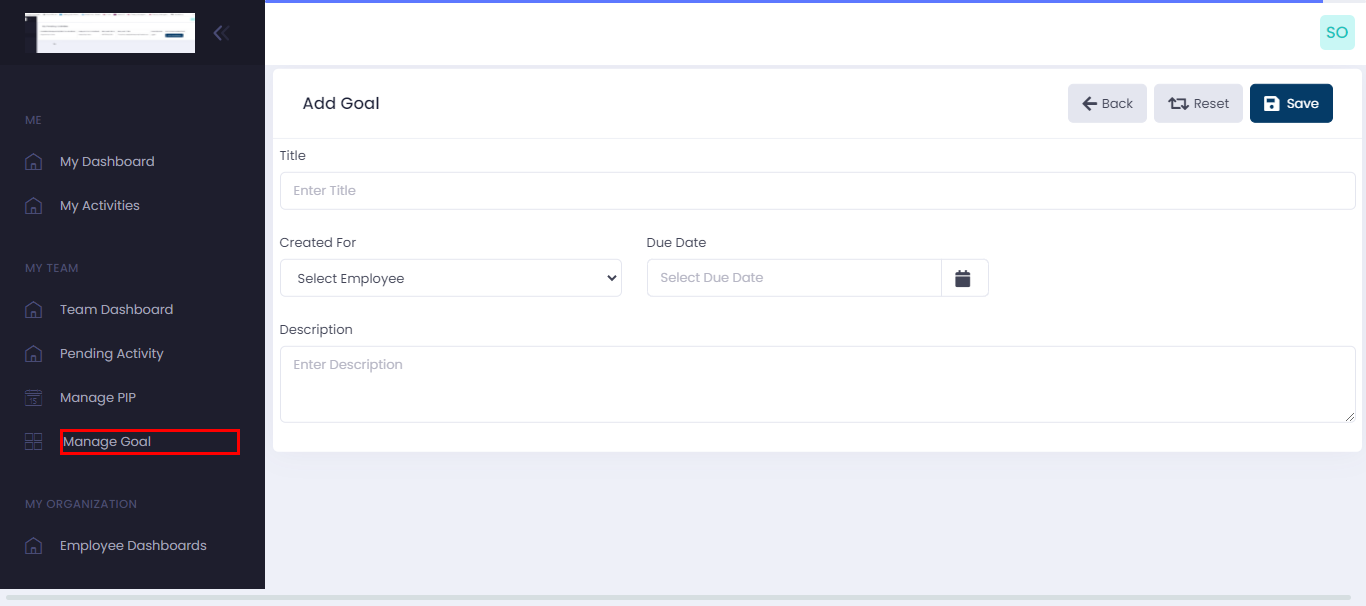 SO
ME
My Dashboard
My Activities
MY TEAM
Team Dashboard
Pending Activity
Manage PIP
15
Manage Goal
MY ORGANIZATION
Employee Dashboards
Add Goal
Back
Reset
Save
Title
Enter Title
Created For
Due Date
Select Employee
Select Due Date
Description
Enter Description